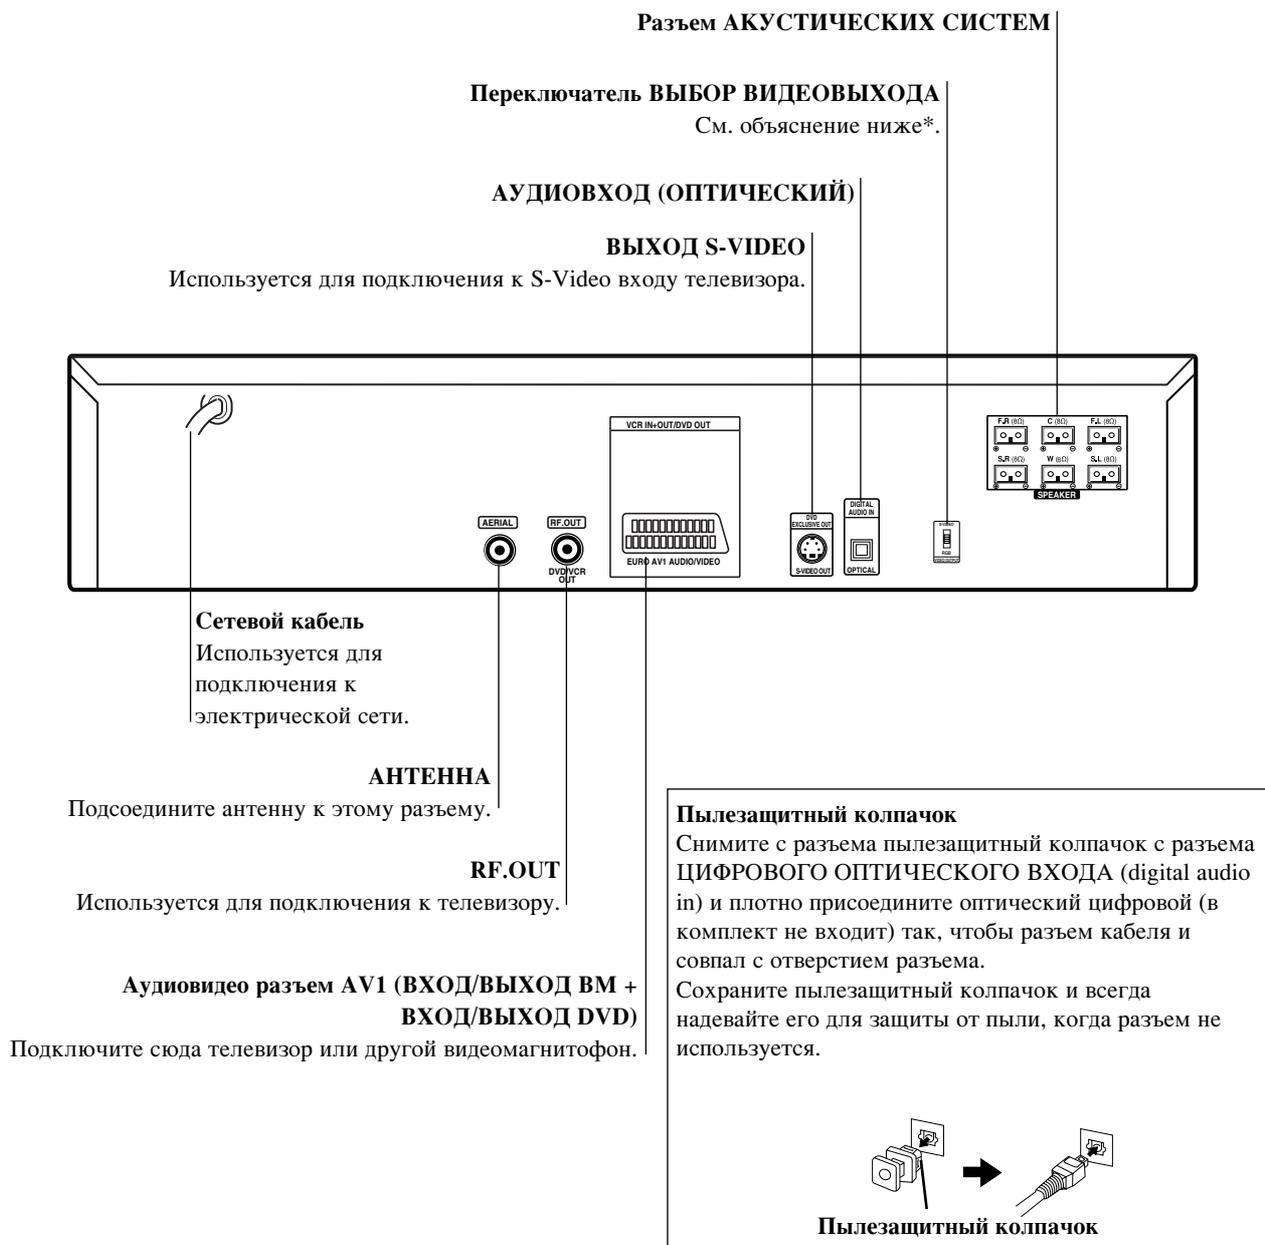 Разъем АКУСТИЧЕСКИХ СИСТЕМ
Переключатель ВЫБОР ВИДЕОВЫХОДА
См. объяснение ниже*.
АУДИОВХОД (ОПТИЧЕСКИЙ)
ВЫХОД S-VIDEO
Используется для подключения к S-Video входу телевизора.
VCR IN+OUT/DVD OUT
EURO AV1 AUDIO/VIDEO
AERIAL
RF.OUT
DVD/VCR
OUT
DVD
EXCLUSIVE OUT
S-VIDEO OUT
DIGITAL
AUDIO IN
OPTICAL
S-VIDEO
RGB
VIDEO OUTPUT
F.R (8Ω) C (8Ω) F.L (8Ω)
S.R (8Ω) W (8Ω) S.L (8Ω)
SPEAKER
Сетевой кабель
Используется для
подключения к
электрической сети.
АНТЕННА
Подсоедините антенну к этому разъему.
RF.OUT
Используется для подключения к телевизору.
Аудиовидео разъем AV1 (ВХОД/ВЫХОД ВМ +
ВХОД/ВЫХОД DVD)
Подключите сюда телевизор или другой видеомагнитофон.
Пылезащитный колпачок
Снимите с разъема пылезащитный колпачок с разъема
ЦИФРОВОГО ОПТИЧЕСКОГО ВХОДА (digital audio
in) и плотно присоедините оптический цифровой (в
комплект не входит) так, чтобы разъем кабеля и
совпал с отверстием разъема.
Сохраните пылезащитный колпачок и всегда
надевайте его для защиты от пыли, когда разъем не
используется.
Пылезащитный колпачок